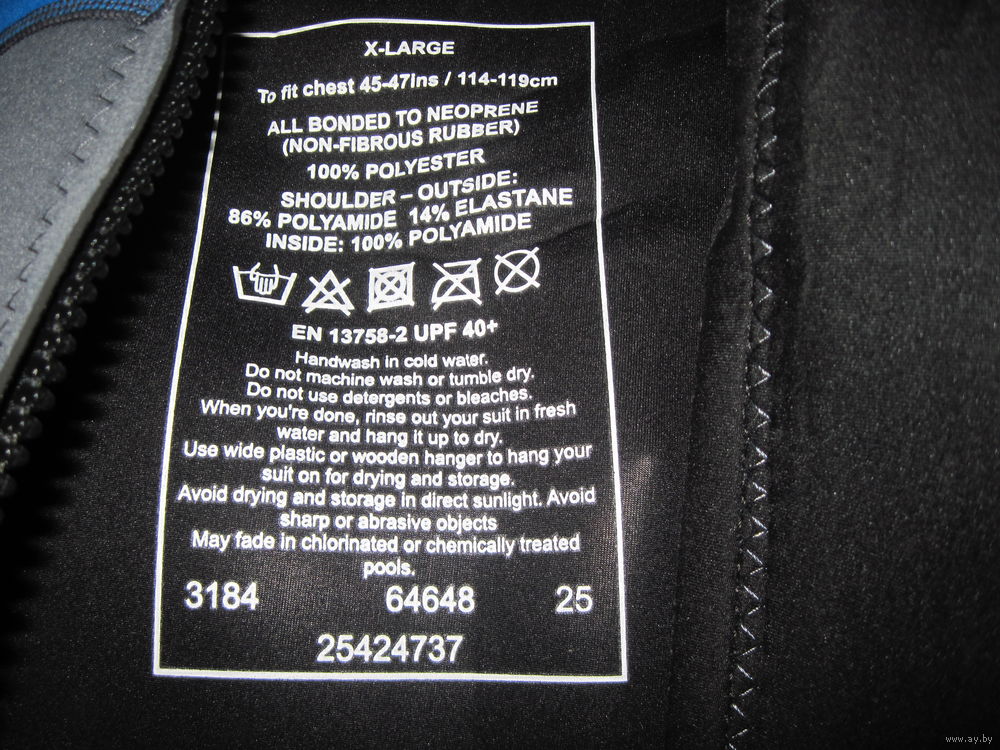 X-LARGE
To fit chest 45-47ins / 114-119cm
ALL BONDED TO NEOPRENE
(NON-FIBROUS RUBBER)
100% POLYESTER
SHOULDER – OUTSIDE:
86% POLYAMIDE 14% ELASTANE
INSIDE: 100% POLYAMIDE
EN 13758-2 UPF 40+
Handwash in cold water.
Do not machine wash or tumble dry.
Do not use detergents or bleaches.
When you're done, rinse out your suit in fresh
water and hang it up to dry.
Use wide plastic or wooden hanger to hang your
suit on for drying and storage.
Avoid drying and storage in direct sunlight. Avoid
sharp or abrasive objects
May fade in chlorinated or chemically treated
pools.
3184 64648 25
25424737
www.ay.by